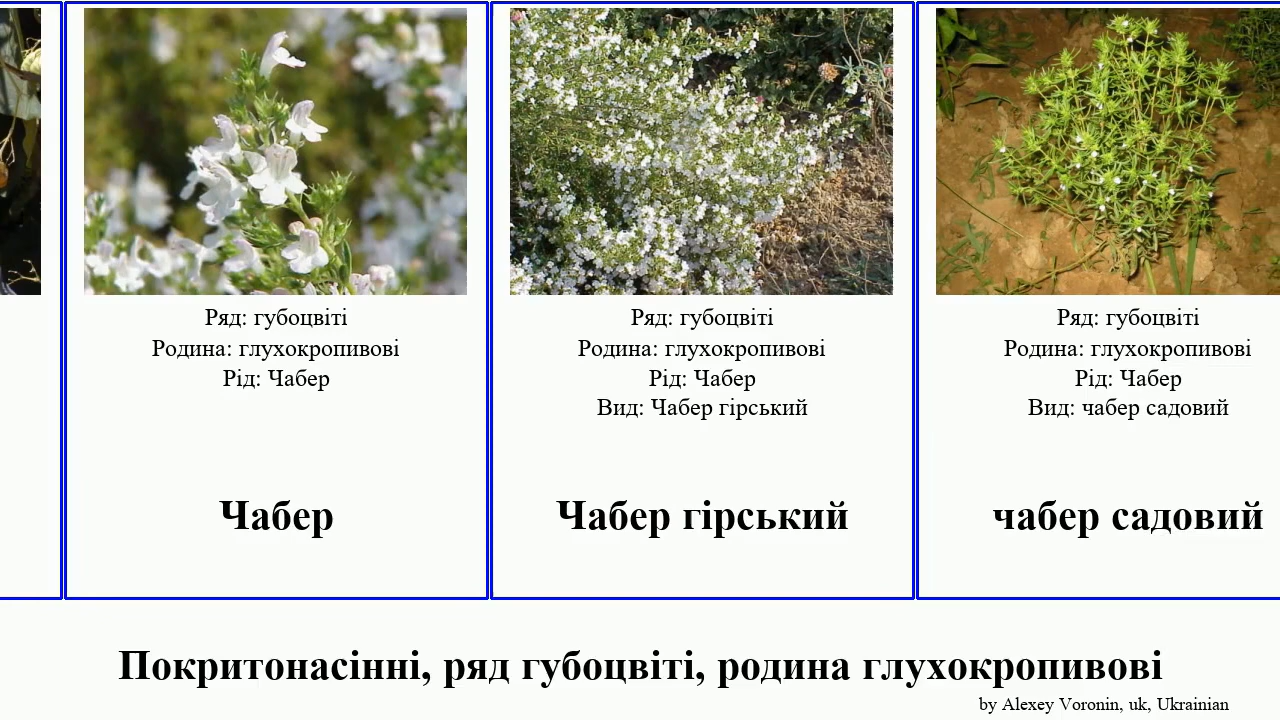 Ряд: губоцвіті
Родина: глухокропивові
Рід: Чабер
Чабер
Ряд: губоцвіті
Родина: глухокропивові
Рід: Чабер
Вид: Чабер гірський
Чабер гірський
Ряд: губоцвіті
Родина: глухокропивові
Рід: Чабер
Вид: чабер садовий
чабер садовий
Покритонасінні, ряд губоцвіті, родина глухокропивові
by Alexey Voronin, uk, Ukrainian